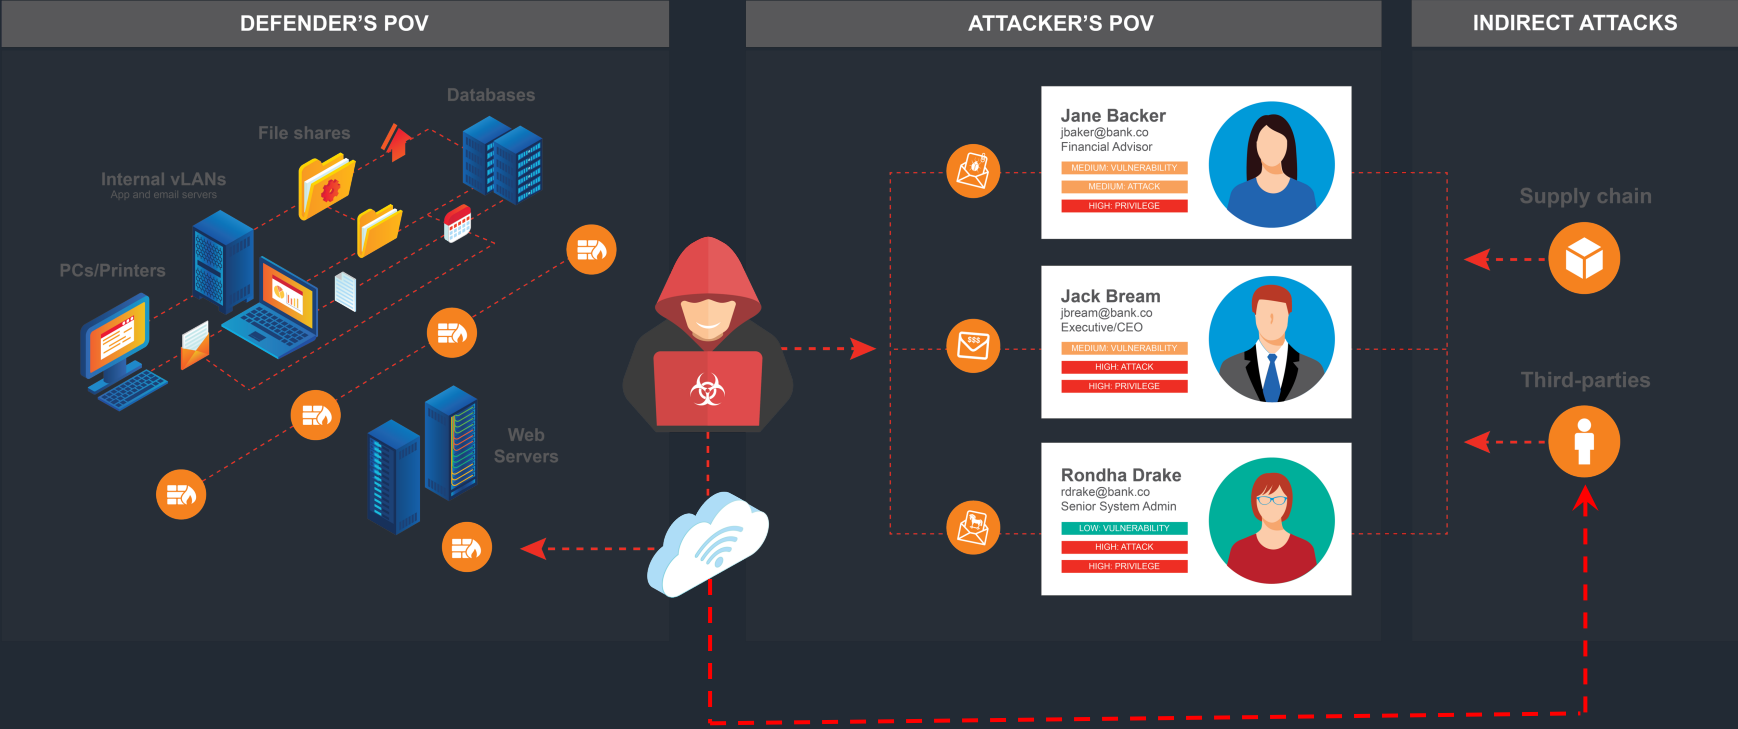 DEFENDER'S POV
Databases
File shares
Internal vLANs
App and email servers
PCs/Printers
Web
Servers
ATTACKER'S POV
Jane Backer
jbaker@bank.co
Financial Advisor
MEDIUM: VULNERABILITY
MEDIUM: ATTACK
HIGH: PRIVILEGE
$$$
Jack Bream
jbream@bank.co
Executive/CEO
MEDIUM: VULNERABILITY
HIGH: ATTACK
HIGH: PRIVILEGE
Rondha Drake
rdrake@bank.co
Senior System Admin
LOW: VULNERABILITY
HIGH: ATTACK
HIGH: PRIVILEGE
INDIRECT ATTACKS
Supply chain
Third-parties